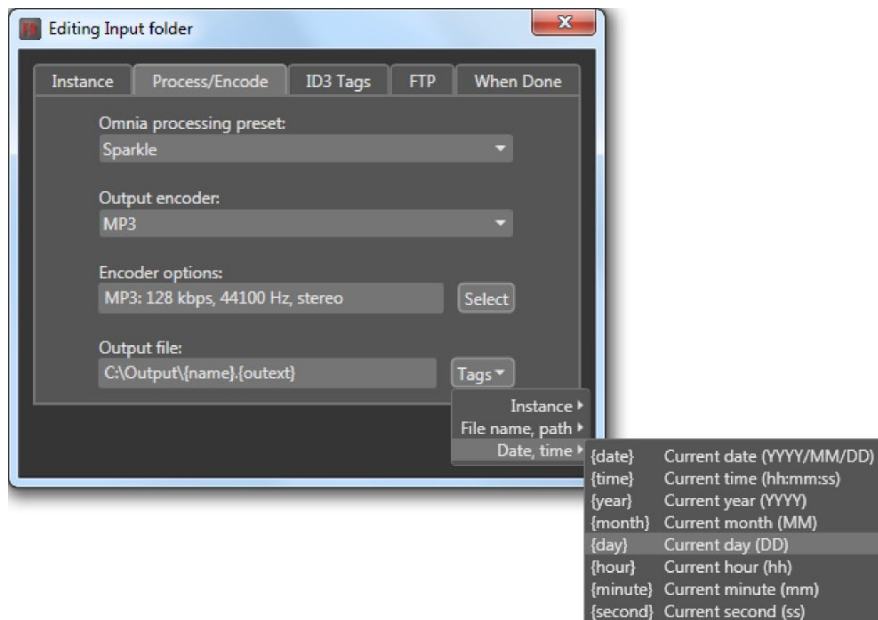 Editing Input folder
Instance Process/Encode ID3 Tags FTP When Done
Omnia processing preset:
Sparkle
Output encoder:
MP3
Encoder options:
MP3: 128 kbps, 44100 Hz, stereo Select
Output file:
C:\Output\{name}.{outext} Tags
Instance
File name, path
Date, time
{date} Current date (YYYY/MM/DD)
{time} Current time (hh:mm:ss)
{year} Current year (YYYY)
{month} Current month (MM)
{day} Current day (DD)
{hour} Current hour (hh)
{minute} Current minute (mm)
{second} Current second (ss)